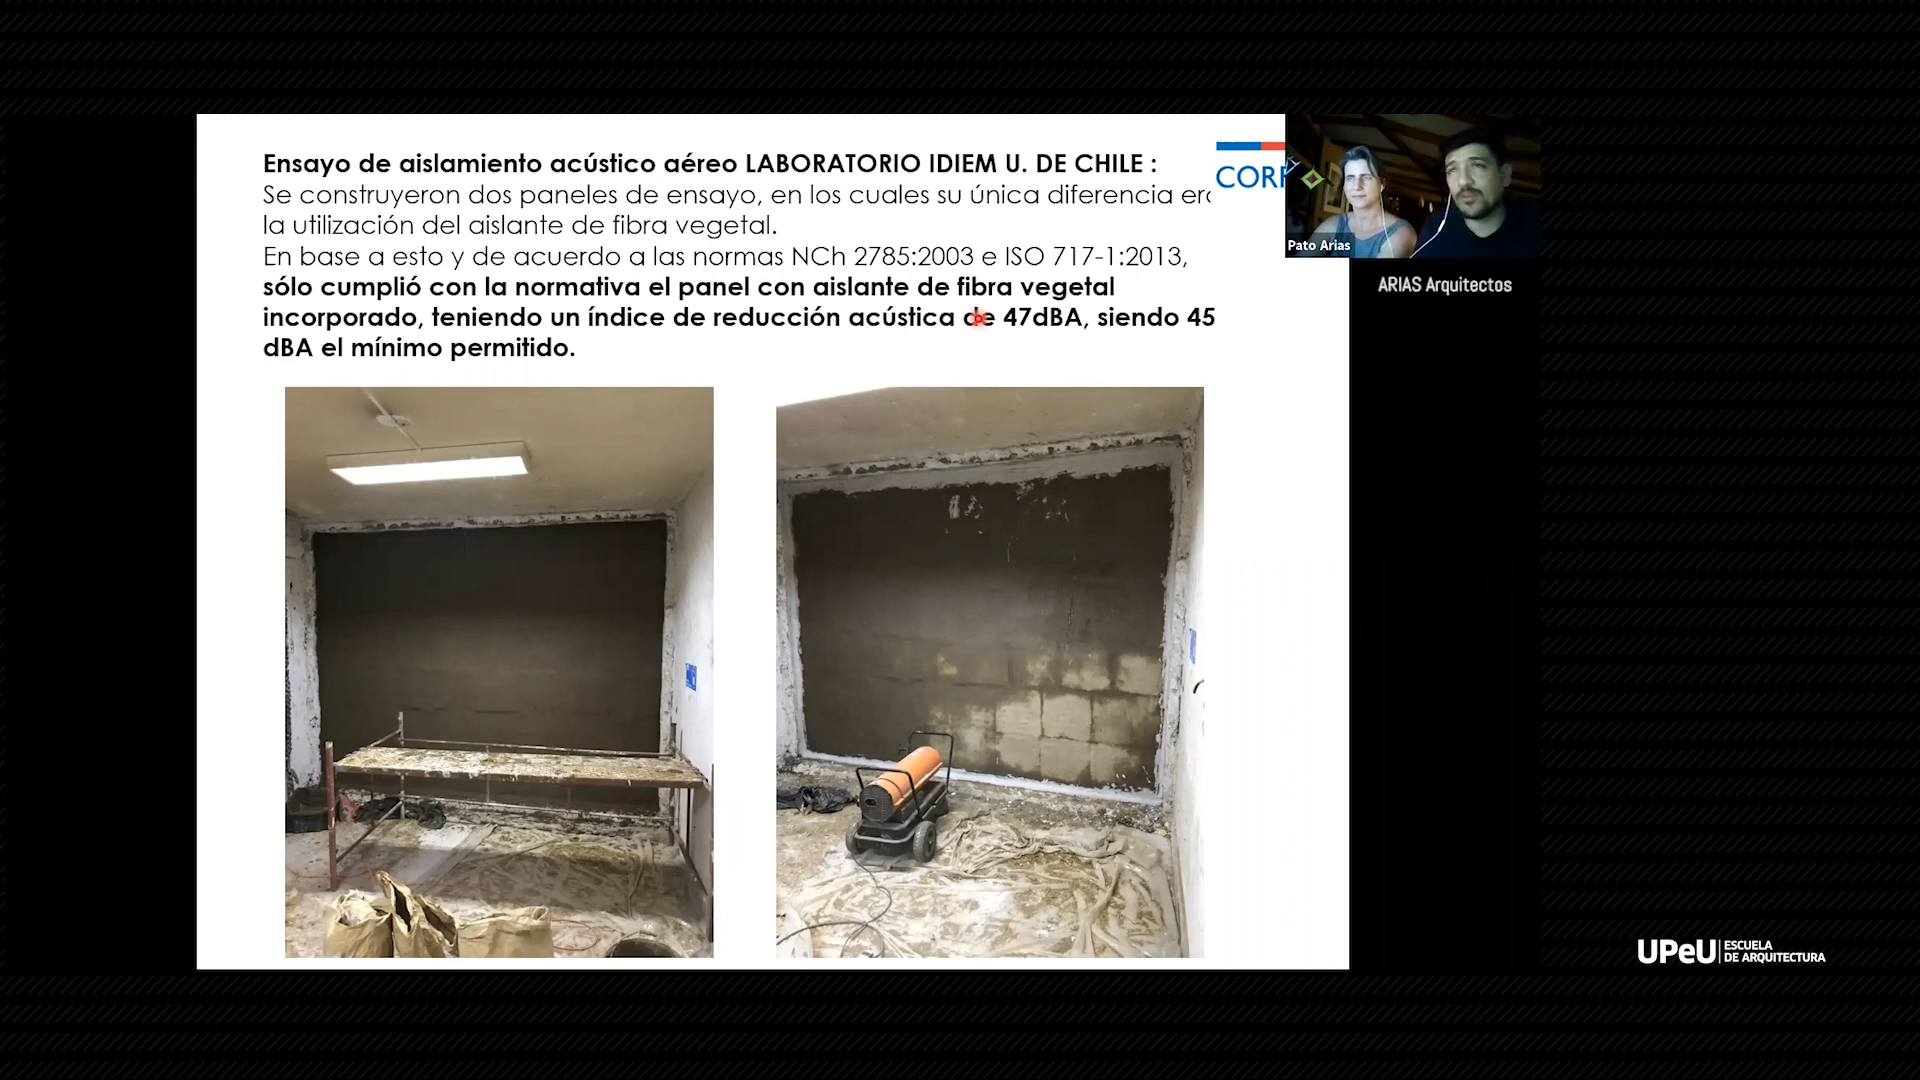 Ensayo de aislamiento acústico aéreo LABORATORIO IDIEM U. DE CHILE :
Se construyeron dos paneles de ensayo, en los cuales su única diferencia era
la utilización del aislante de fibra vegetal.
En base a esto y de acuerdo a las normas NCh 2785:2003 e ISO 717-1:2013,
sólo cumplió con la normativa el panel con aislante de fibra vegetal
incorporado, teniendo un índice de reducción acústica de 47dBA, siendo 45
dBA el mínimo permitido.
CORF
Pato Arias
ARIAS Arquitectos
UPeU ESCUELA
DE ARQUITECTURA